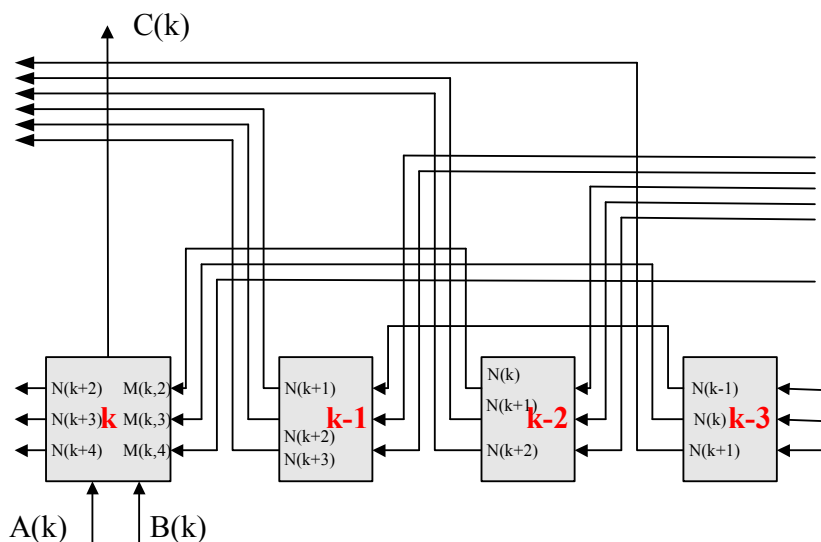 C(k)
N(k+2)
N(k+3)
N(k+4)
k
M(k,2)
M(k,3)
M(k,4)
N(k+1)
N(k+2)
N(k+3)
k-1
N(k)
N(k+1)
N(k+2)
k-2
N(k-1)
N(k)
N(k+1)
k-3
A(k)
B(k)